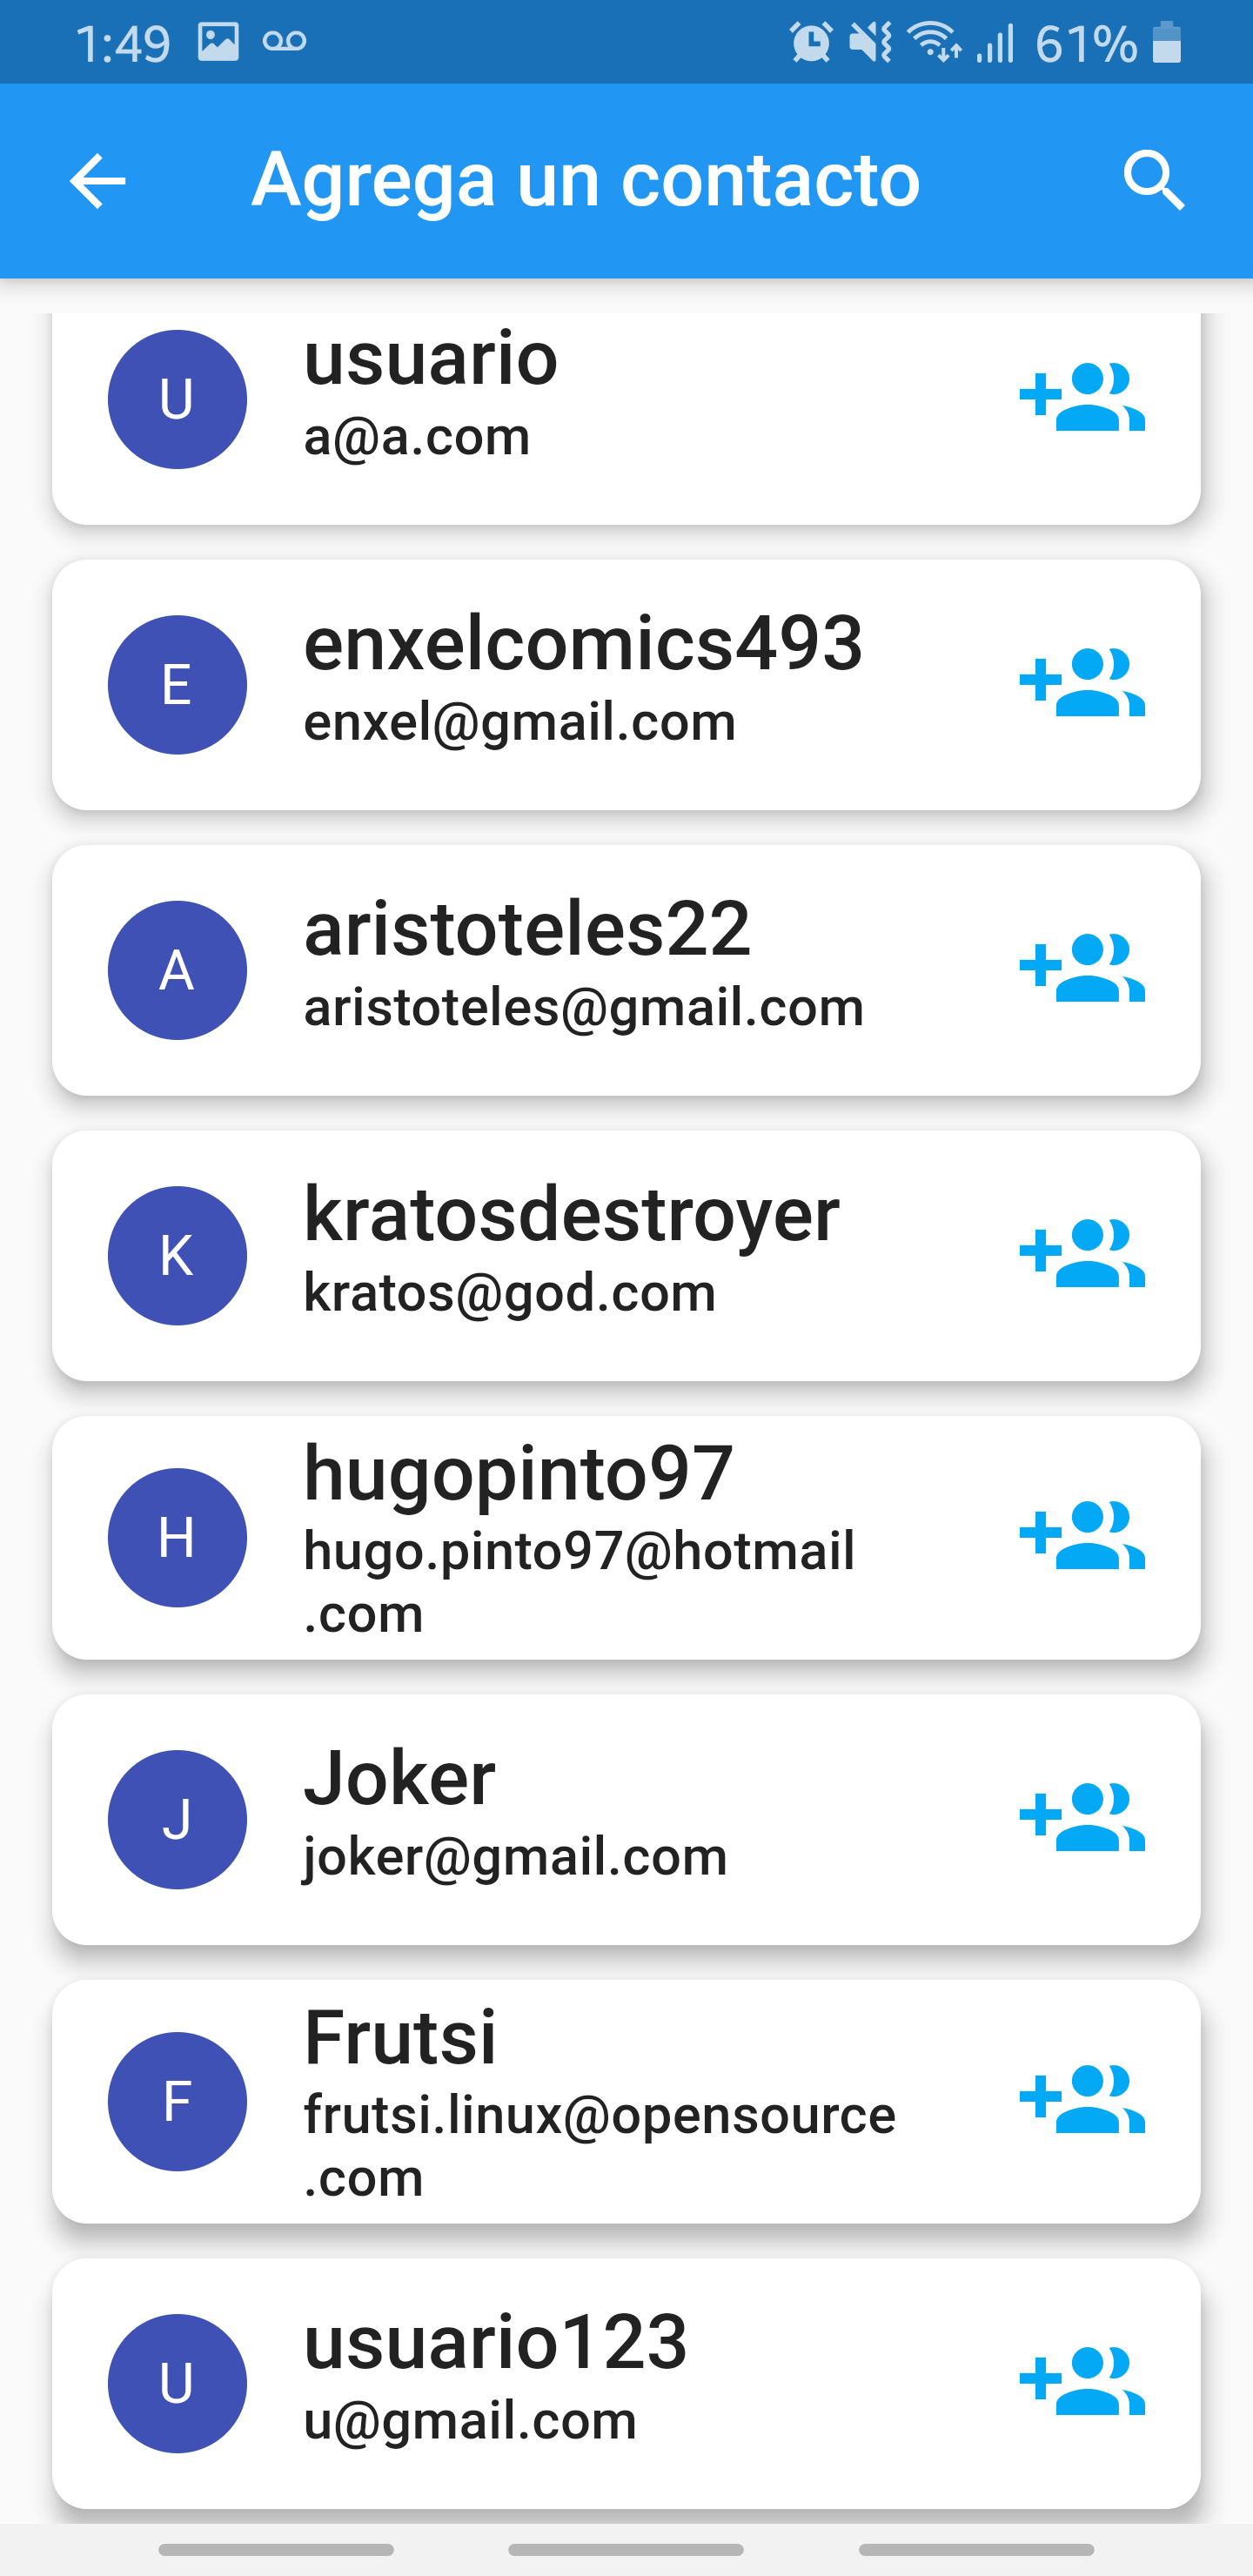 1:49 61%
Agrega un contacto
U
usuario
a@a.com
E
enxelcomics493
enxel@gmail.com
A
aristoteles22
aristoteles@gmail.com
K
kratosdestroyer
kratos@god.com
H
hugopinto97
hugo.pinto97@hotmail
.com
J
Joker
joker@gmail.com
F
Frutsi
frutsi.linux@opensource
.com
U
usuario123
u@gmail.com